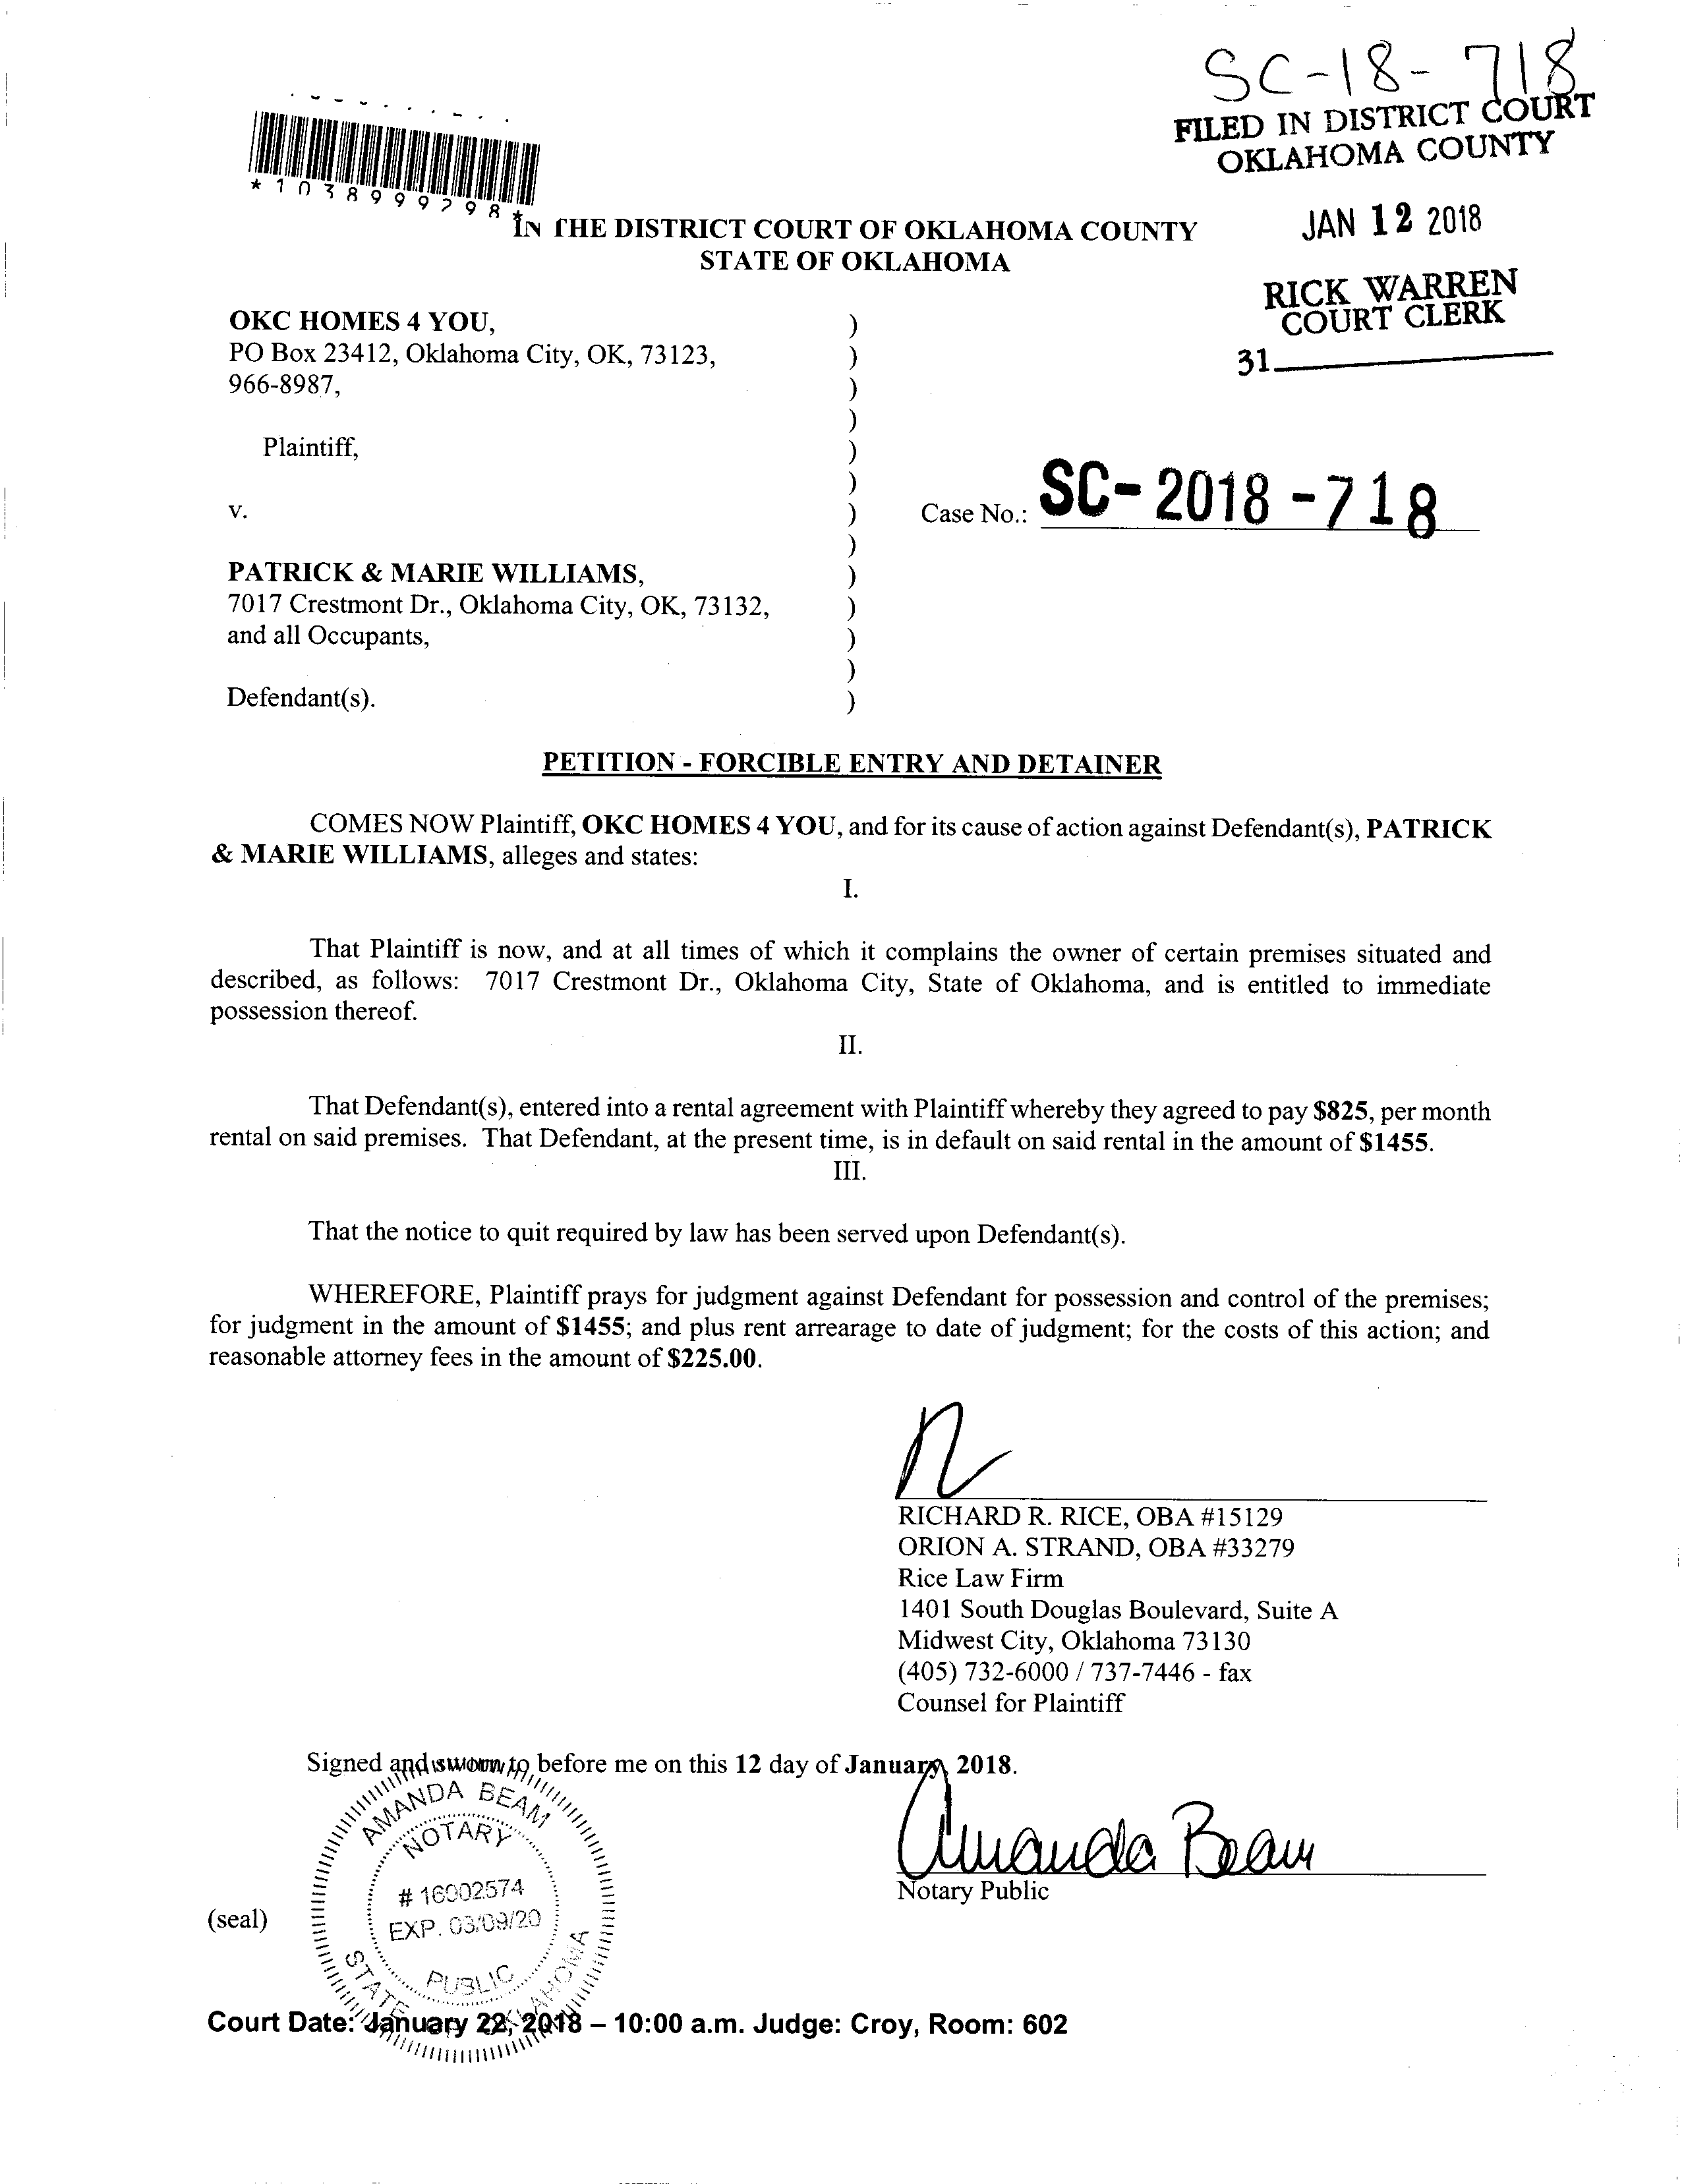 SC-18-718
FILED IN DISTRICT COURT
OKLAHOMA COUNTY
JAN 12 2018
RICK WARREN
COURT CLERK
31
*1038999298*
IN THE DISTRICT COURT OF OKLAHOMA COUNTY
STATE OF OKLAHOMA
OKC HOMES 4 YOU, )
PO Box 23412, Oklahoma City, OK, 73123, )
966-8987, )
)
Plaintiff, )
)
v. ) Case No.: SC-2018-718
)
PATRICK & MARIE WILLIAMS, )
7017 Crestmont Dr., Oklahoma City, OK, 73132, )
and all Occupants, )
)
Defendant(s). )
PETITION - FORCIBLE ENTRY AND DETAINER
COMES NOW Plaintiff, OKC HOMES 4 YOU, and for its cause of action against Defendant(s), PATRICK
& MARIE WILLIAMS, alleges and states:
I.
That Plaintiff is now, and at all times of which it complains the owner of certain premises situated and
described, as follows: 7017 Crestmont Dr., Oklahoma City, State of Oklahoma, and is entitled to immediate
possession thereof.
II.
That Defendant(s), entered into a rental agreement with Plaintiff whereby they agreed to pay $825, per month
rental on said premises. That Defendant, at the present time, is in default on said rental in the amount of $1455.
III.
That the notice to quit required by law has been served upon Defendant(s).
WHEREFORE, Plaintiff prays for judgment against Defendant for possession and control of the premises;
for judgment in the amount of $1455; and plus rent arrearage to date of judgment; for the costs of this action; and
reasonable attorney fees in the amount of $225.00.
RICHARD R. RICE, OBA #15129
ORION A. STRAND, OBA #33279
Rice Law Firm
1401 South Douglas Boulevard, Suite A
Midwest City, Oklahoma 73130
(405) 732-6000 / 737-7446 - fax
Counsel for Plaintiff
Signed and sworn to before me on this 12 day of January, 2018.
AMANDA BEAM
NOTARY
# 16002574
EXP. 03/09/20
PUBLIC
STATE OF OKLAHOMA
Amanda Beam
Notary Public
(seal)
Court Date: January 22, 2018 – 10:00 a.m. Judge: Croy, Room: 602